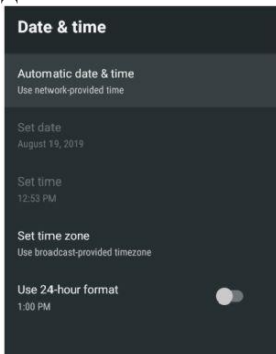 Date & time
Automatic date & time
Use network-provided time
Set date
August 19, 2019
Set time
12:53 PM
Set time zone
Use broadcast-provided timezone
Use 24-hour format
1:00 PM